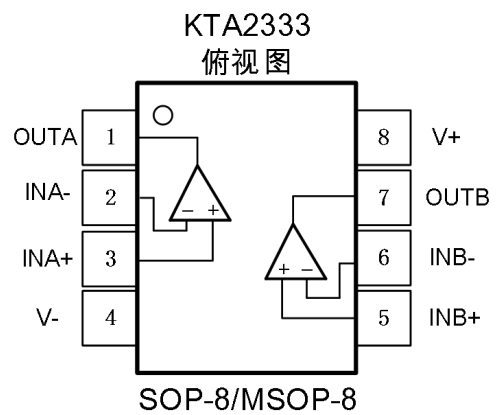 KTA2333
俯视图
OUTA 1 8 V+
INA- 2 7 OUTB
- +
INA+ 3 6 INB-
+ -
V- 4 5 INB+
SOP-8/MSOP-8